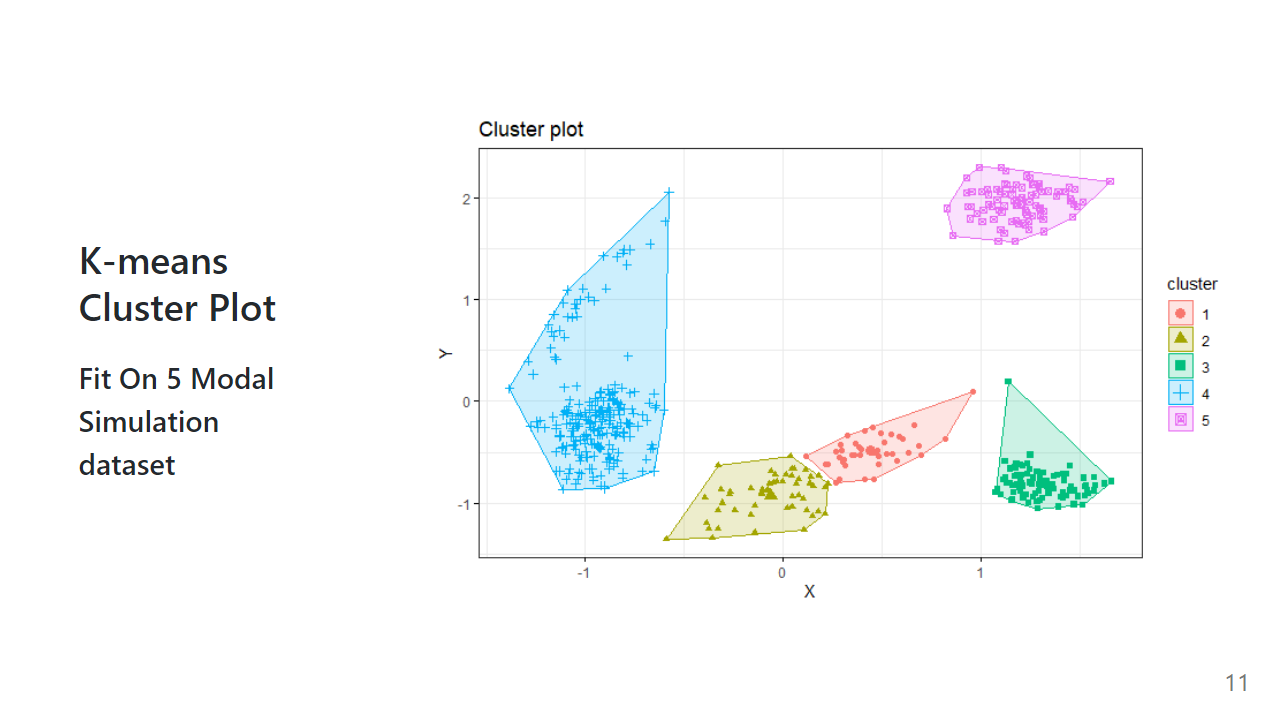 K-means
Cluster Plot
Fit On 5 Modal
Simulation
dataset
Cluster plot
Y
2
1
0
-1
-1
0
1
X
cluster
1
2
3
4
5
11